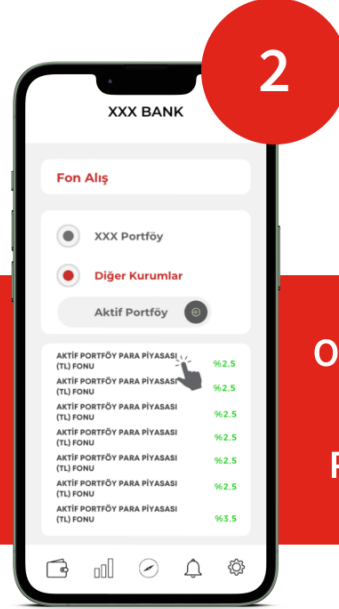 2
XXX BANK
Fon Alış
XXX Portföy
Diğer Kurumlar
Aktif Portföy
AKTİF PORTFÖY PARA PİYASASI
(TL) FONU
%2.5
AKTİF PORTFÖY PARA PİYASASI
(TL) FONU
%2.5
AKTİF PORTFÖY PARA PİYASASI
(TL) FONU
%2.5
AKTİF PORTFÖY PARA PİYASASI
(TL) FONU
%2.5
AKTİF PORTFÖY PARA PİYASASI
(TL) FONU
%2.5
AKTİF PORTFÖY PARA PİYASASI
(TL) FONU
%2.5
AKTİF PORTFÖY PARA PİYASASI
(TL) FONU
%3.5